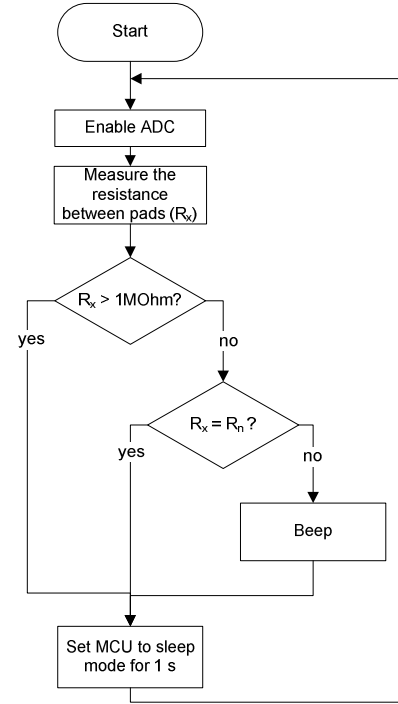 Start
Enable ADC
Measure the
resistance
between pads (Rx)
Rx > 1MOhm?
yes
no
Rx = Rn ?
yes
no
Beep
Set MCU to sleep
mode for 1 s